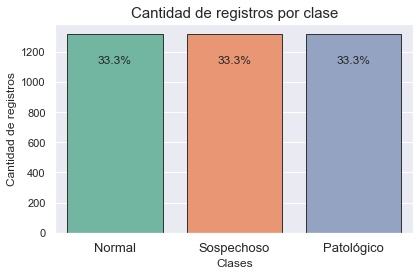 Cantidad de registros por clase
Cantidad de registros
1200
1000
800
600
400
200
0
33.3% 33.3% 33.3%
Normal Sospechoso Patológico
Clases